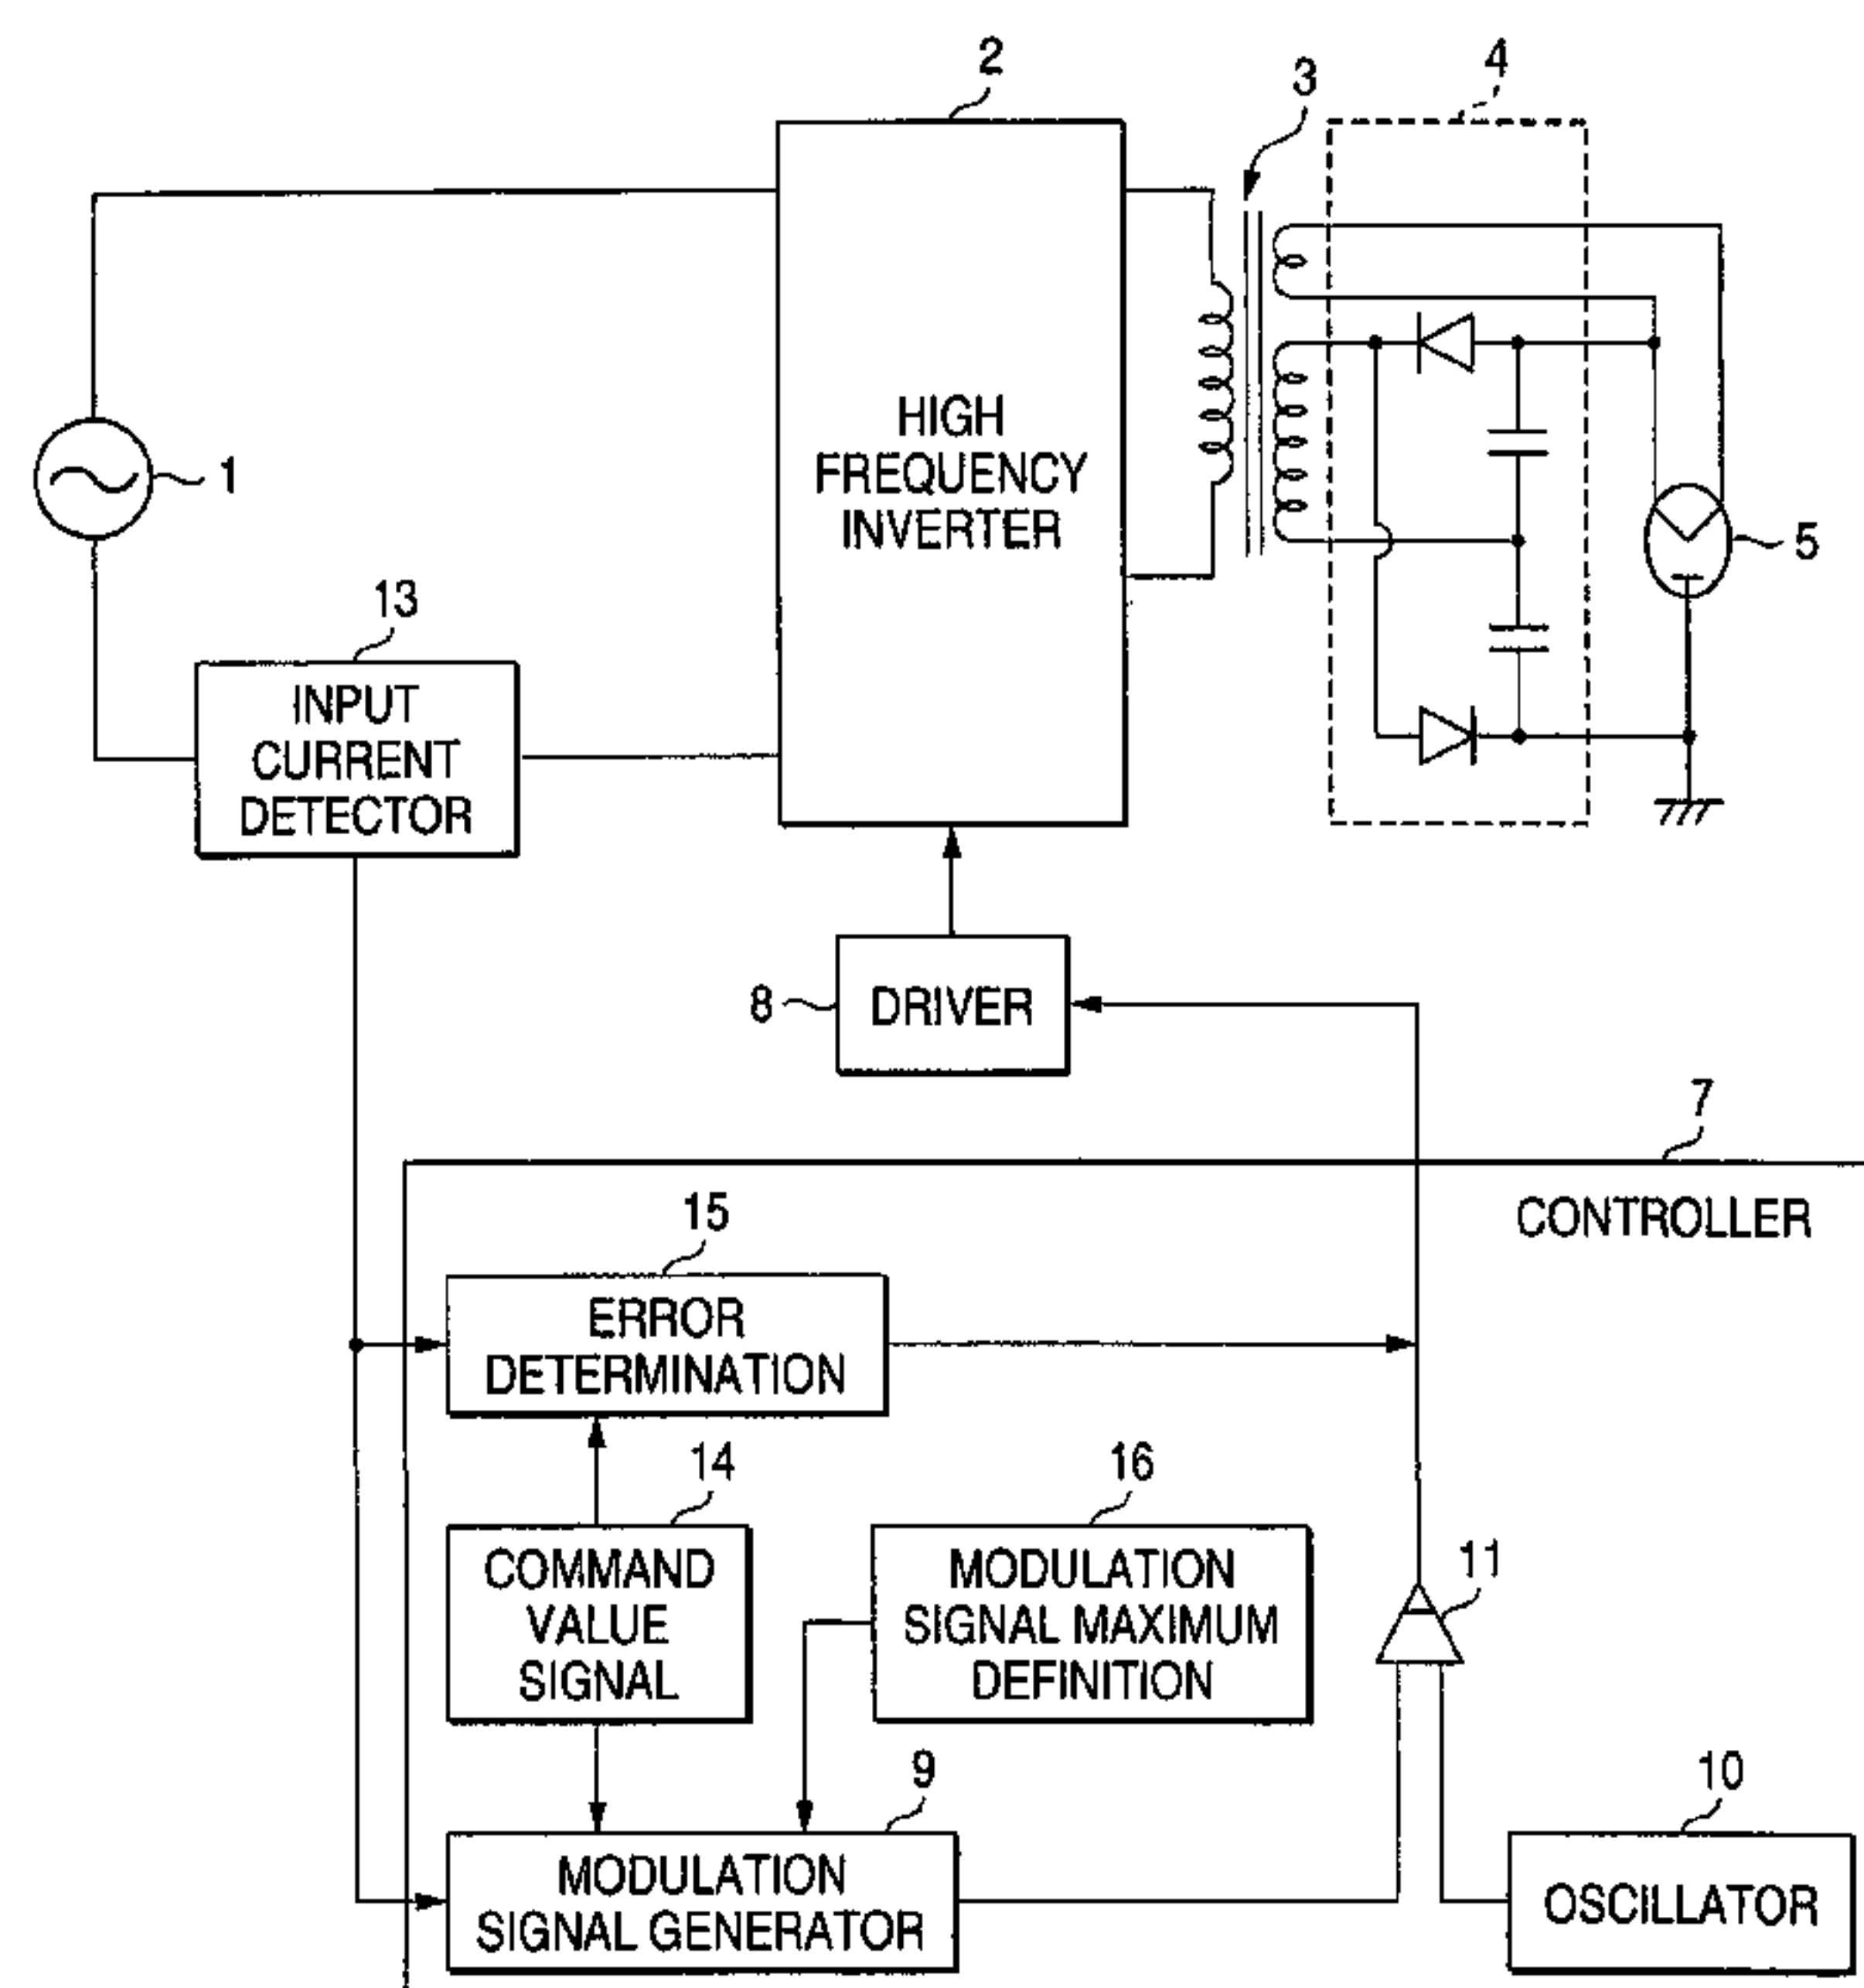 2
3
4
HIGH
FREQUENCY
INVERTER
1
5
13
INPUT
CURRENT
DETECTOR
8
DRIVER
7
CONTROLLER
15
ERROR
DETERMINATION
14
COMMAND
VALUE
SIGNAL
16
MODULATION
SIGNAL MAXIMUM
DEFINITION
11
9
MODULATION
SIGNAL GENERATOR
10
OSCILLATOR